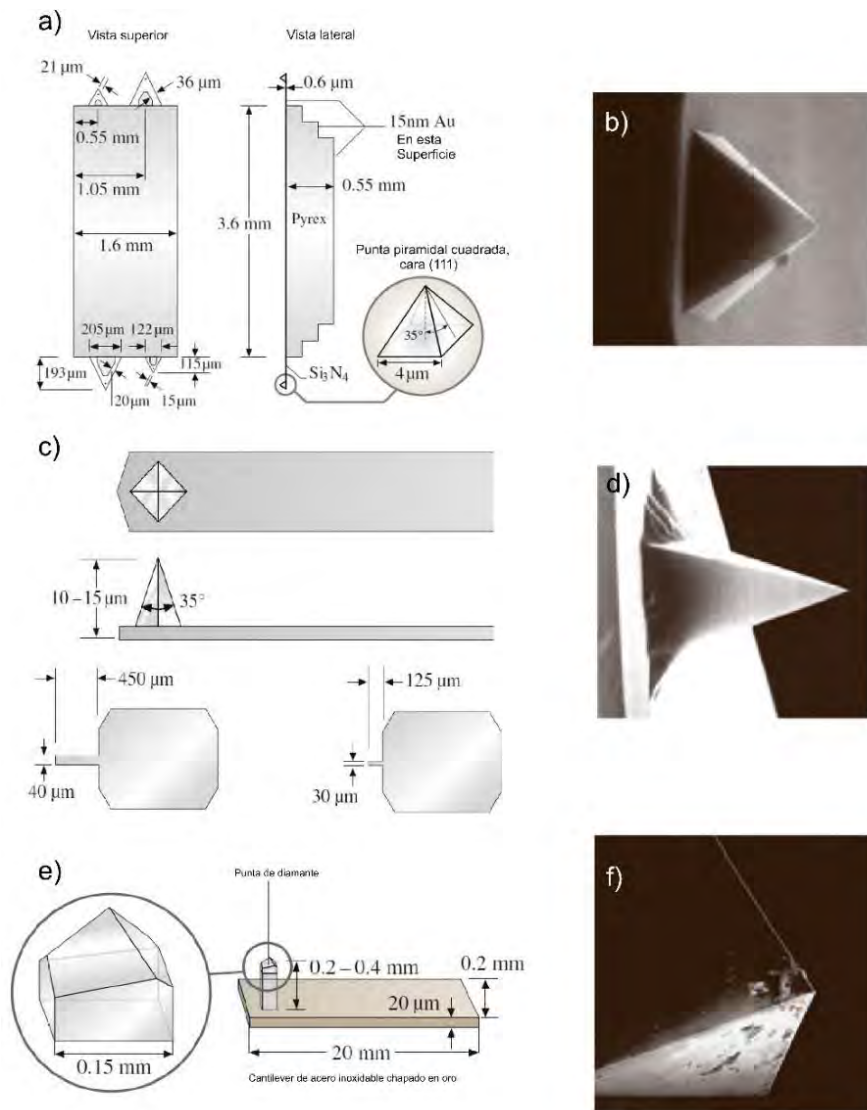 a)
Vista superior
Vista lateral
21 μm
36 μm
0.6 μm
15nm Au
En esta
Superficie
0.55 mm
1.05 mm
0.55 mm
3.6 mm
Pyrex
1.6 mm
Punta piramidal cuadrada,
cara (111)
35°
4 μm
205μm
122μm
193μm
115μm
20μm
15μm
Si₃N₄
b)
c)
10 – 15 μm
35°
450 μm
125 μm
40 μm
30 μm
d)
e)
Punta de diamante
0.2 – 0.4 mm
0.2 mm
20 μm
0.15 mm
20 mm
Cantilever de acero inoxidable chapado en oro
f)